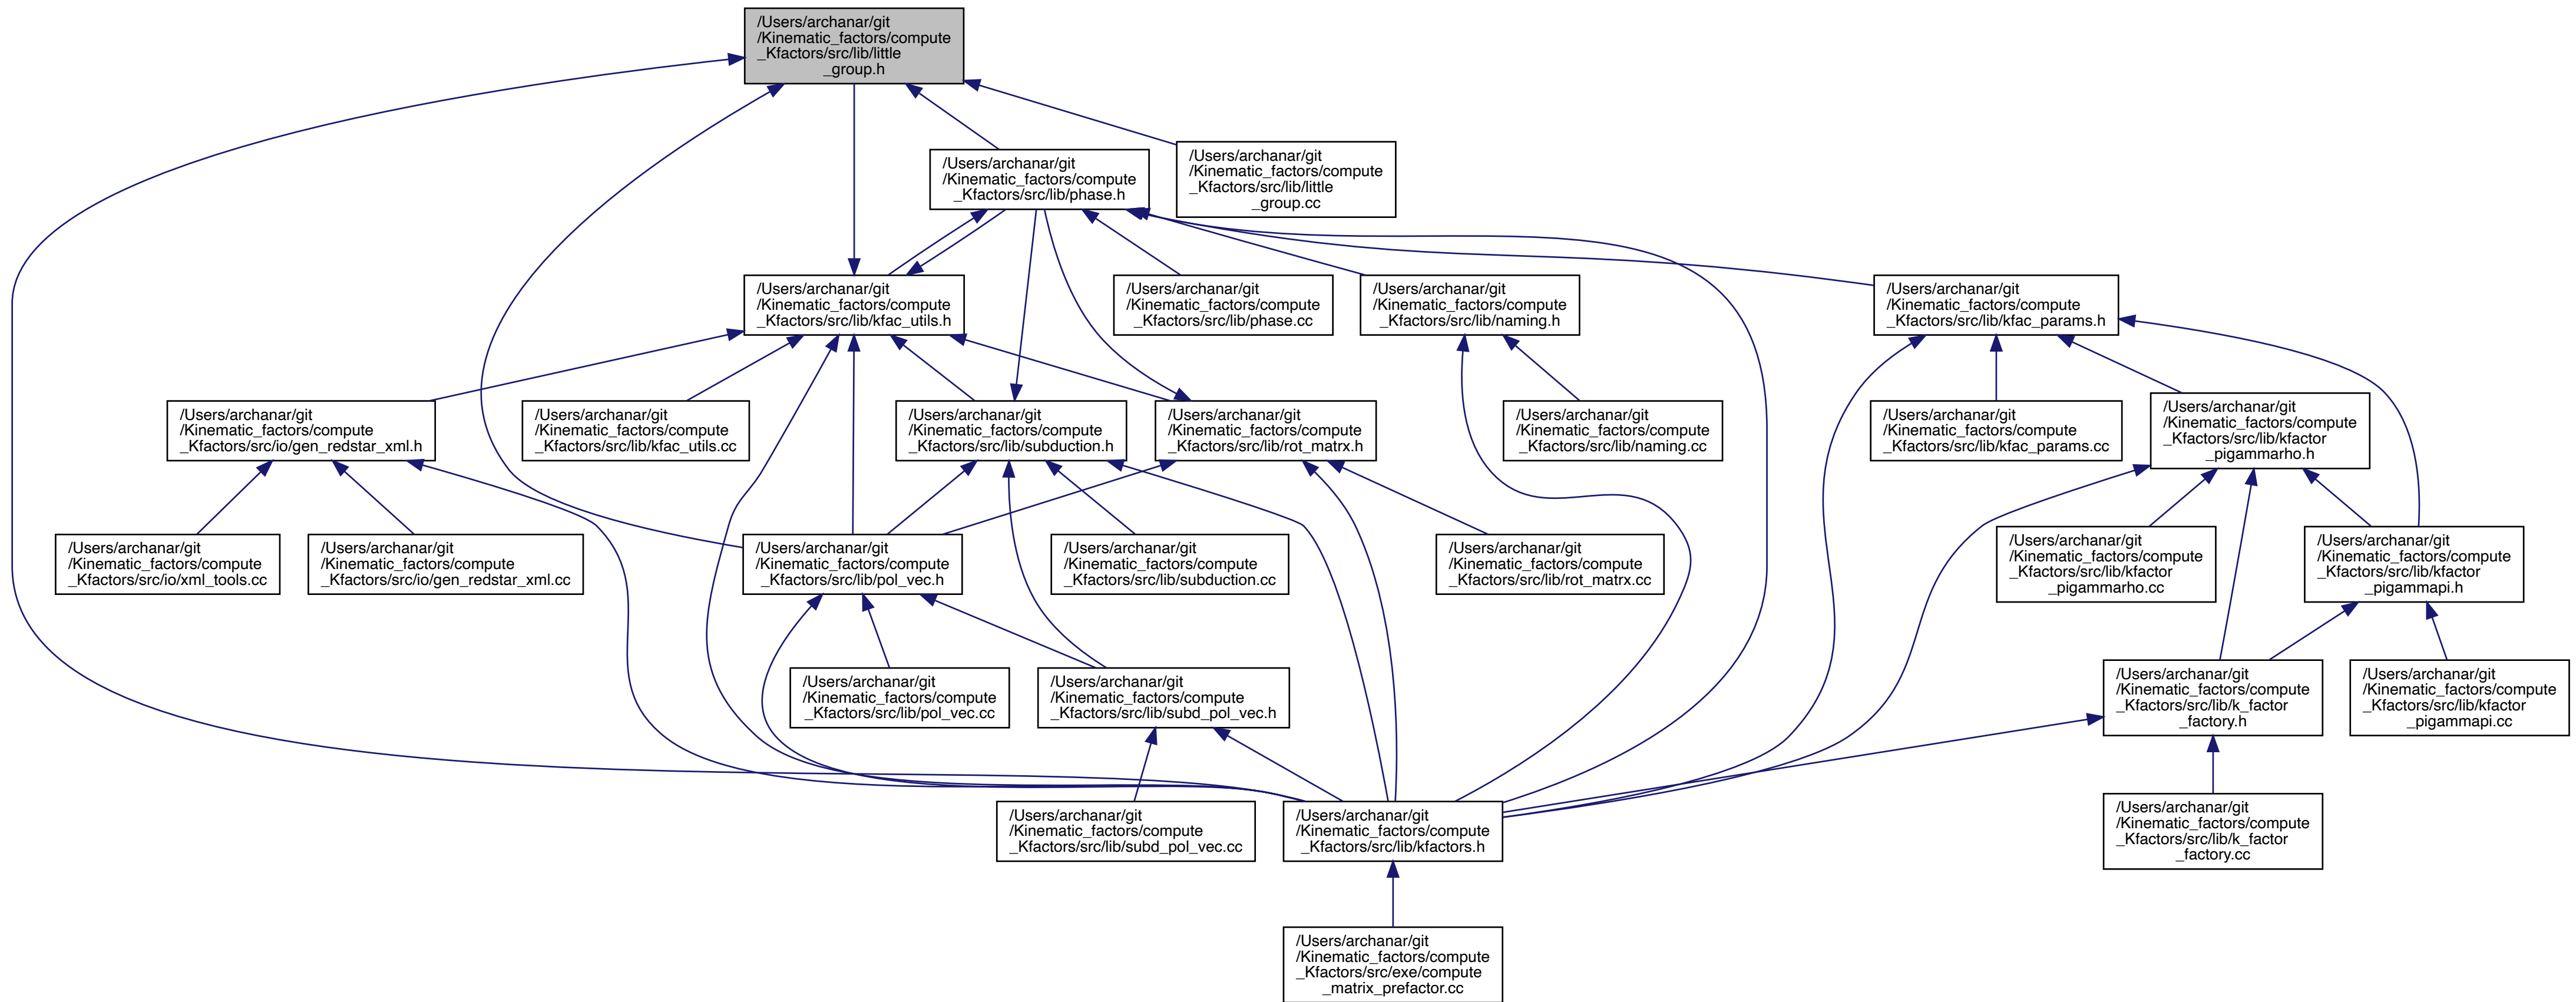 /Users/archanar/git
/Kinematic_factors/compute
_Kfactors/src/lib/little
_group.h
/Users/archanar/git
/Kinematic_factors/compute
_Kfactors/src/lib/phase.h
/Users/archanar/git
/Kinematic_factors/compute
_Kfactors/src/lib/little
_group.cc
/Users/archanar/git
/Kinematic_factors/compute
_Kfactors/src/lib/kfac_utils.h
/Users/archanar/git
/Kinematic_factors/compute
_Kfactors/src/lib/phase.cc
/Users/archanar/git
/Kinematic_factors/compute
_Kfactors/src/lib/naming.h
/Users/archanar/git
/Kinematic_factors/compute
_Kfactors/src/lib/kfac_params.h
/Users/archanar/git
/Kinematic_factors/compute
_Kfactors/src/io/gen_redstar_xml.h
/Users/archanar/git
/Kinematic_factors/compute
_Kfactors/src/lib/kfac_utils.cc
/Users/archanar/git
/Kinematic_factors/compute
_Kfactors/src/lib/subduction.h
/Users/archanar/git
/Kinematic_factors/compute
_Kfactors/src/lib/rot_matrx.h
/Users/archanar/git
/Kinematic_factors/compute
_Kfactors/src/lib/naming.cc
/Users/archanar/git
/Kinematic_factors/compute
_Kfactors/src/lib/kfac_params.cc
/Users/archanar/git
/Kinematic_factors/compute
_Kfactors/src/lib/kfactor
_pigammarho.h
/Users/archanar/git
/Kinematic_factors/compute
_Kfactors/src/io/xml_tools.cc
/Users/archanar/git
/Kinematic_factors/compute
_Kfactors/src/io/gen_redstar_xml.cc
/Users/archanar/git
/Kinematic_factors/compute
_Kfactors/src/lib/pol_vec.h
/Users/archanar/git
/Kinematic_factors/compute
_Kfactors/src/lib/subduction.cc
/Users/archanar/git
/Kinematic_factors/compute
_Kfactors/src/lib/rot_matrx.cc
/Users/archanar/git
/Kinematic_factors/compute
_Kfactors/src/lib/kfactor
_pigammarho.cc
/Users/archanar/git
/Kinematic_factors/compute
_Kfactors/src/lib/kfactor
_pigammapi.h
/Users/archanar/git
/Kinematic_factors/compute
_Kfactors/src/lib/pol_vec.cc
/Users/archanar/git
/Kinematic_factors/compute
_Kfactors/src/lib/subd_pol_vec.h
/Users/archanar/git
/Kinematic_factors/compute
_Kfactors/src/lib/k_factor
_factory.h
/Users/archanar/git
/Kinematic_factors/compute
_Kfactors/src/lib/kfactor
_pigammapi.cc
/Users/archanar/git
/Kinematic_factors/compute
_Kfactors/src/lib/subd_pol_vec.cc
/Users/archanar/git
/Kinematic_factors/compute
_Kfactors/src/lib/kfactors.h
/Users/archanar/git
/Kinematic_factors/compute
_Kfactors/src/lib/k_factor
_factory.cc
/Users/archanar/git
/Kinematic_factors/compute
_Kfactors/src/exe/compute
_matrix_prefactor.cc